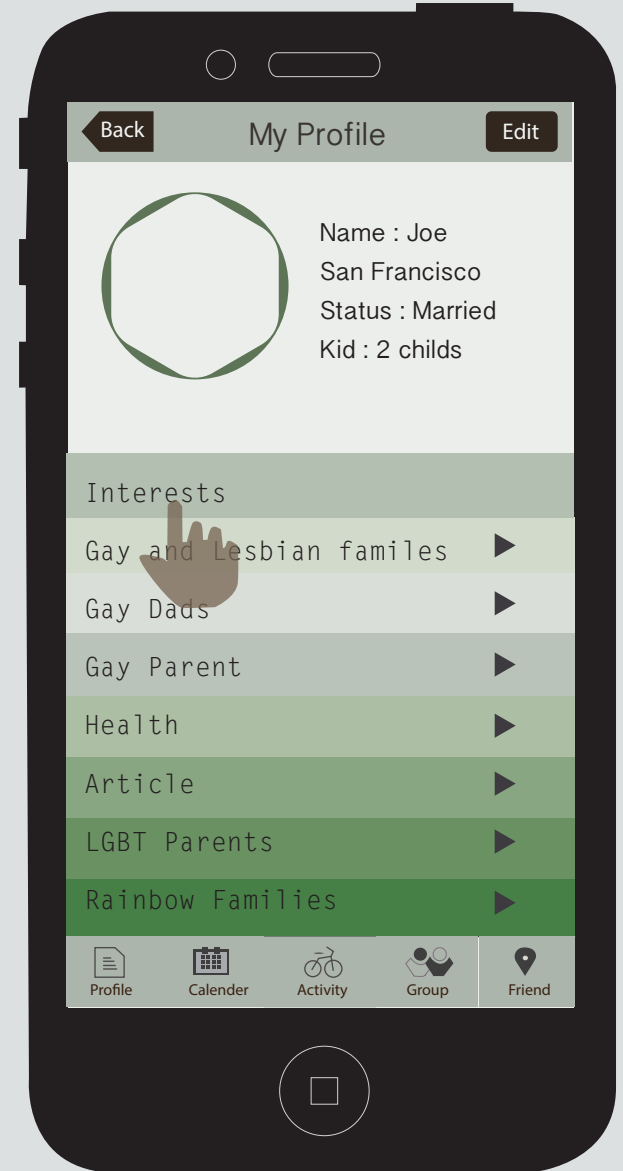 Back
My Profile
Edit
Name : Joe
San Francisco
Status : Married
Kid : 2 childs
Interests
Gay and Lesbian familes
Gay Dads
Gay Parent
Health
Article
LGBT Parents
Rainbow Families
Profile
Calender
Activity
Group
Friend